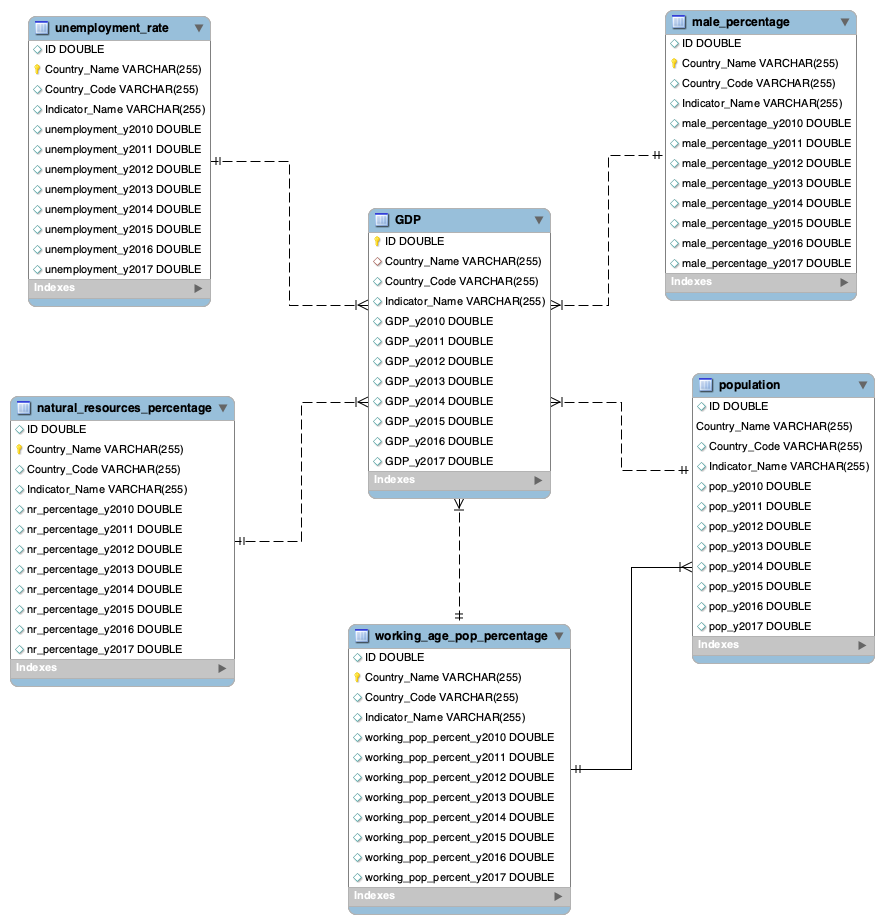 unemployment_rate
ID DOUBLE
Country_Name VARCHAR(255)
Country_Code VARCHAR(255)
Indicator_Name VARCHAR(255)
unemployment_y2010 DOUBLE
unemployment_y2011 DOUBLE
unemployment_y2012 DOUBLE
unemployment_y2013 DOUBLE
unemployment_y2014 DOUBLE
unemployment_y2015 DOUBLE
unemployment_y2016 DOUBLE
unemployment_y2017 DOUBLE
Indexes
male_percentage
ID DOUBLE
Country_Name VARCHAR(255)
Country_Code VARCHAR(255)
Indicator_Name VARCHAR(255)
male_percentage_y2010 DOUBLE
male_percentage_y2011 DOUBLE
male_percentage_y2012 DOUBLE
male_percentage_y2013 DOUBLE
male_percentage_y2014 DOUBLE
male_percentage_y2015 DOUBLE
male_percentage_y2016 DOUBLE
male_percentage_y2017 DOUBLE
Indexes
GDP
ID DOUBLE
Country_Name VARCHAR(255)
Country_Code VARCHAR(255)
Indicator_Name VARCHAR(255)
GDP_y2010 DOUBLE
GDP_y2011 DOUBLE
GDP_y2012 DOUBLE
GDP_y2013 DOUBLE
GDP_y2014 DOUBLE
GDP_y2015 DOUBLE
GDP_y2016 DOUBLE
GDP_y2017 DOUBLE
Indexes
natural_resources_percentage
ID DOUBLE
Country_Name VARCHAR(255)
Country_Code VARCHAR(255)
Indicator_Name VARCHAR(255)
nr_percentage_y2010 DOUBLE
nr_percentage_y2011 DOUBLE
nr_percentage_y2012 DOUBLE
nr_percentage_y2013 DOUBLE
nr_percentage_y2014 DOUBLE
nr_percentage_y2015 DOUBLE
nr_percentage_y2016 DOUBLE
nr_percentage_y2017 DOUBLE
Indexes
population
ID DOUBLE
Country_Name VARCHAR(255)
Country_Code VARCHAR(255)
Indicator_Name VARCHAR(255)
pop_y2010 DOUBLE
pop_y2011 DOUBLE
pop_y2012 DOUBLE
pop_y2013 DOUBLE
pop_y2014 DOUBLE
pop_y2015 DOUBLE
pop_y2016 DOUBLE
pop_y2017 DOUBLE
Indexes
working_age_pop_percentage
ID DOUBLE
Country_Name VARCHAR(255)
Country_Code VARCHAR(255)
Indicator_Name VARCHAR(255)
working_pop_percent_y2010 DOUBLE
working_pop_percent_y2011 DOUBLE
working_pop_percent_y2012 DOUBLE
working_pop_percent_y2013 DOUBLE
working_pop_percent_y2014 DOUBLE
working_pop_percent_y2015 DOUBLE
working_pop_percent_y2016 DOUBLE
working_pop_percent_y2017 DOUBLE
Indexes